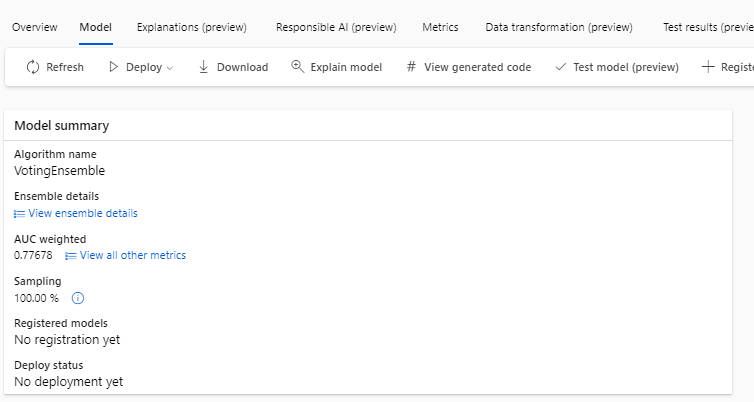 Overview Model Explanations (preview) Responsible AI (preview) Metrics Data transformation (preview) Test results (previe
Refresh Deploy Download Explain model # View generated code Test model (preview) Registe
Model summary
Algorithm name
VotingEnsemble
Ensemble details
View ensemble details
AUC weighted
0.77678 View all other metrics
Sampling
100.00 %
Registered models
No registration yet
Deploy status
No deployment yet